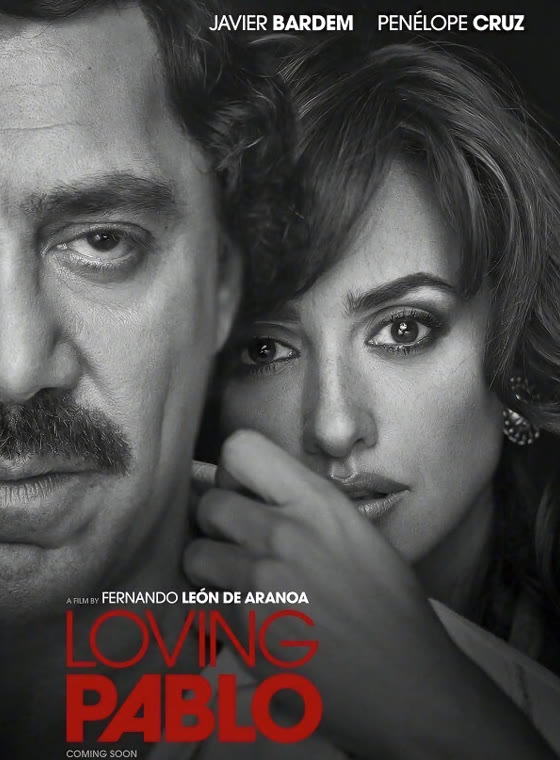 JAVIER BARDEM PENÉLOPE CRUZ
A FILM BY FERNANDO LEÓN DE ARANOA
LOVING
PABLO
COMING SOON